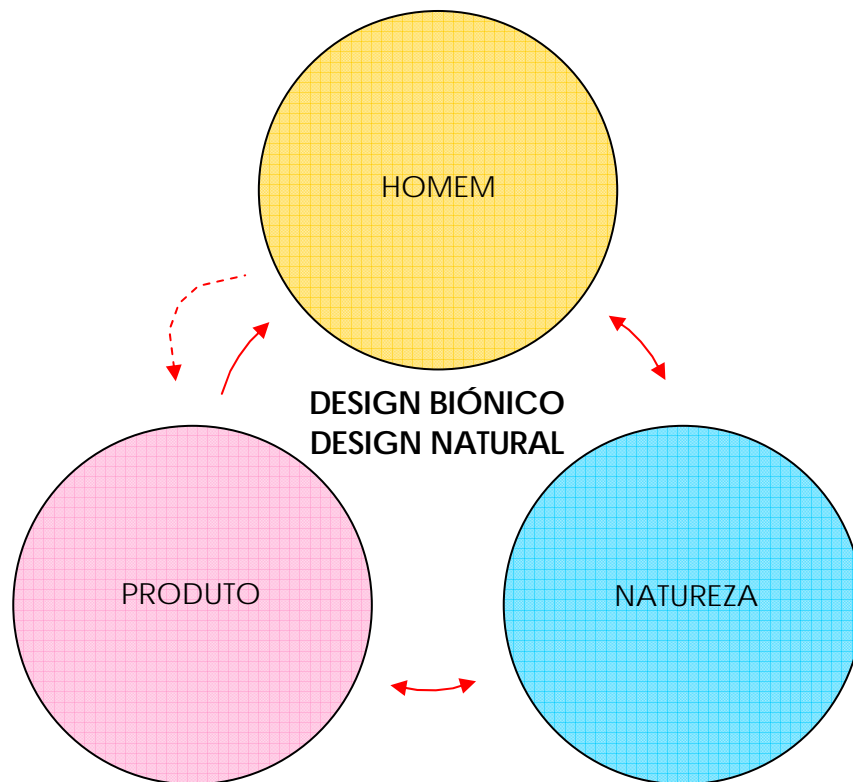 HOMEM
DESIGN BIÓNICO
DESIGN NATURAL
PRODUTO
NATUREZA